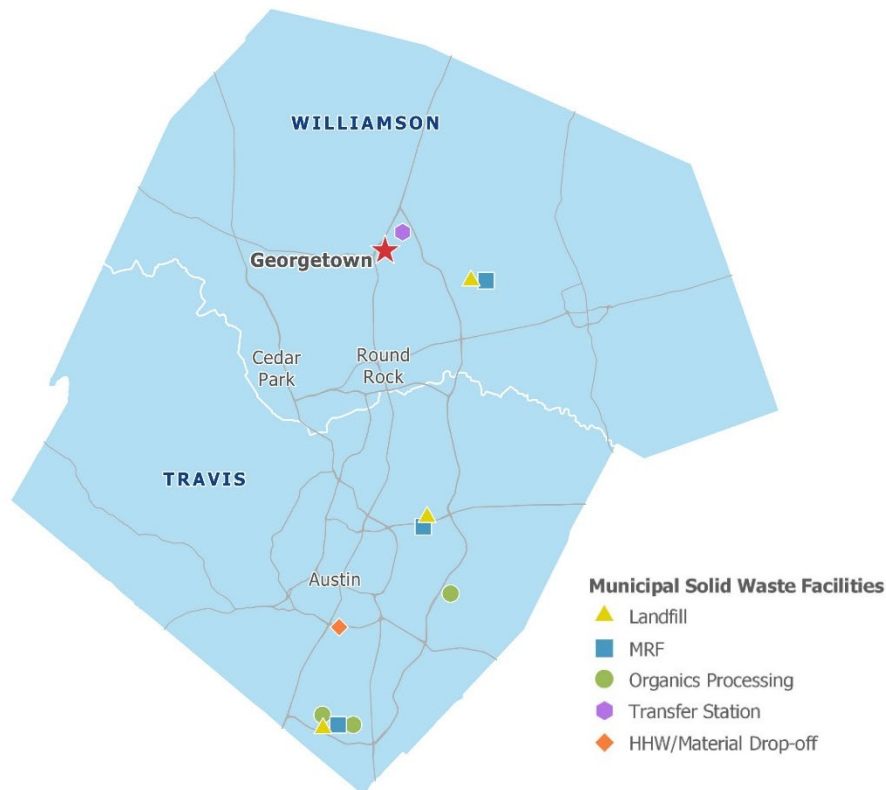 WILLIAMSON
Georgetown
Cedar
Park
Round
Rock
TRAVIS
Austin
Municipal Solid Waste Facilities
Landfill
MRF
Organics Processing
Transfer Station
HHW/Material Drop-off